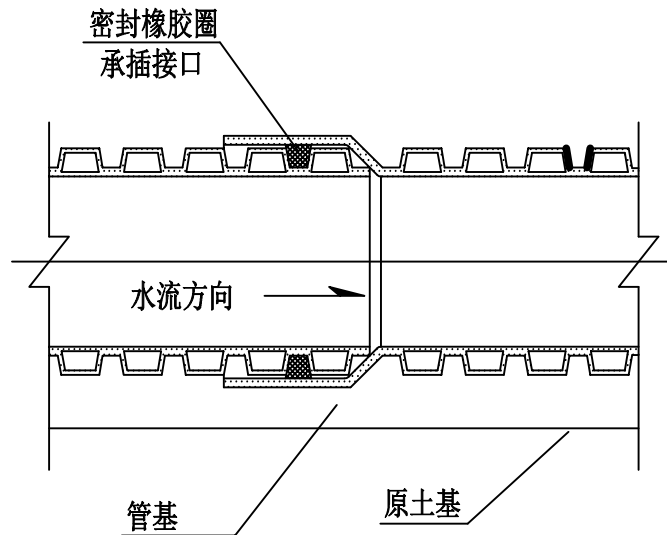 密封橡胶圈
承插接口
水流方向
管基
原土基